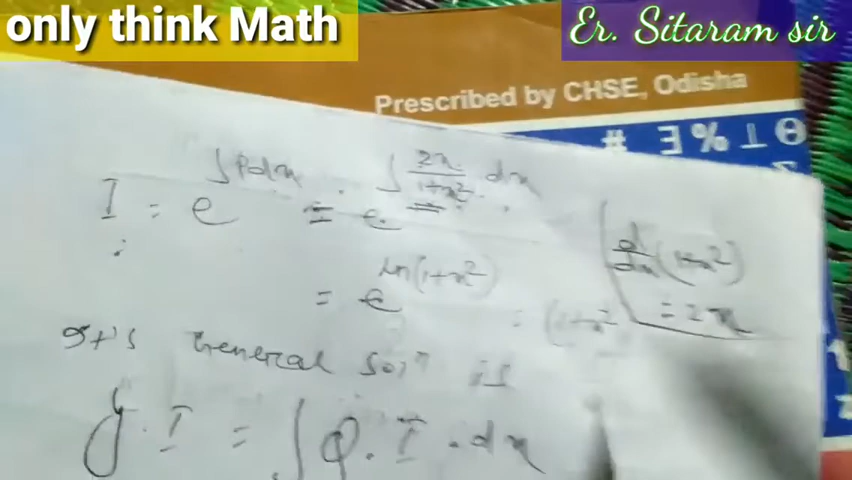 only think Math
Er. Sitaram sir
Prescribed by CHSE, Odisha
# ∃ % ⊥ Θ
I = e^{∫Pdx} = e^{∫ 2x/(1+x²) dx}
d/dx (1+x²)
= 2x
= e^{ln(1+x²)} = (1+x²
It's General Solⁿ is
y.I = ∫ Q.I.dx